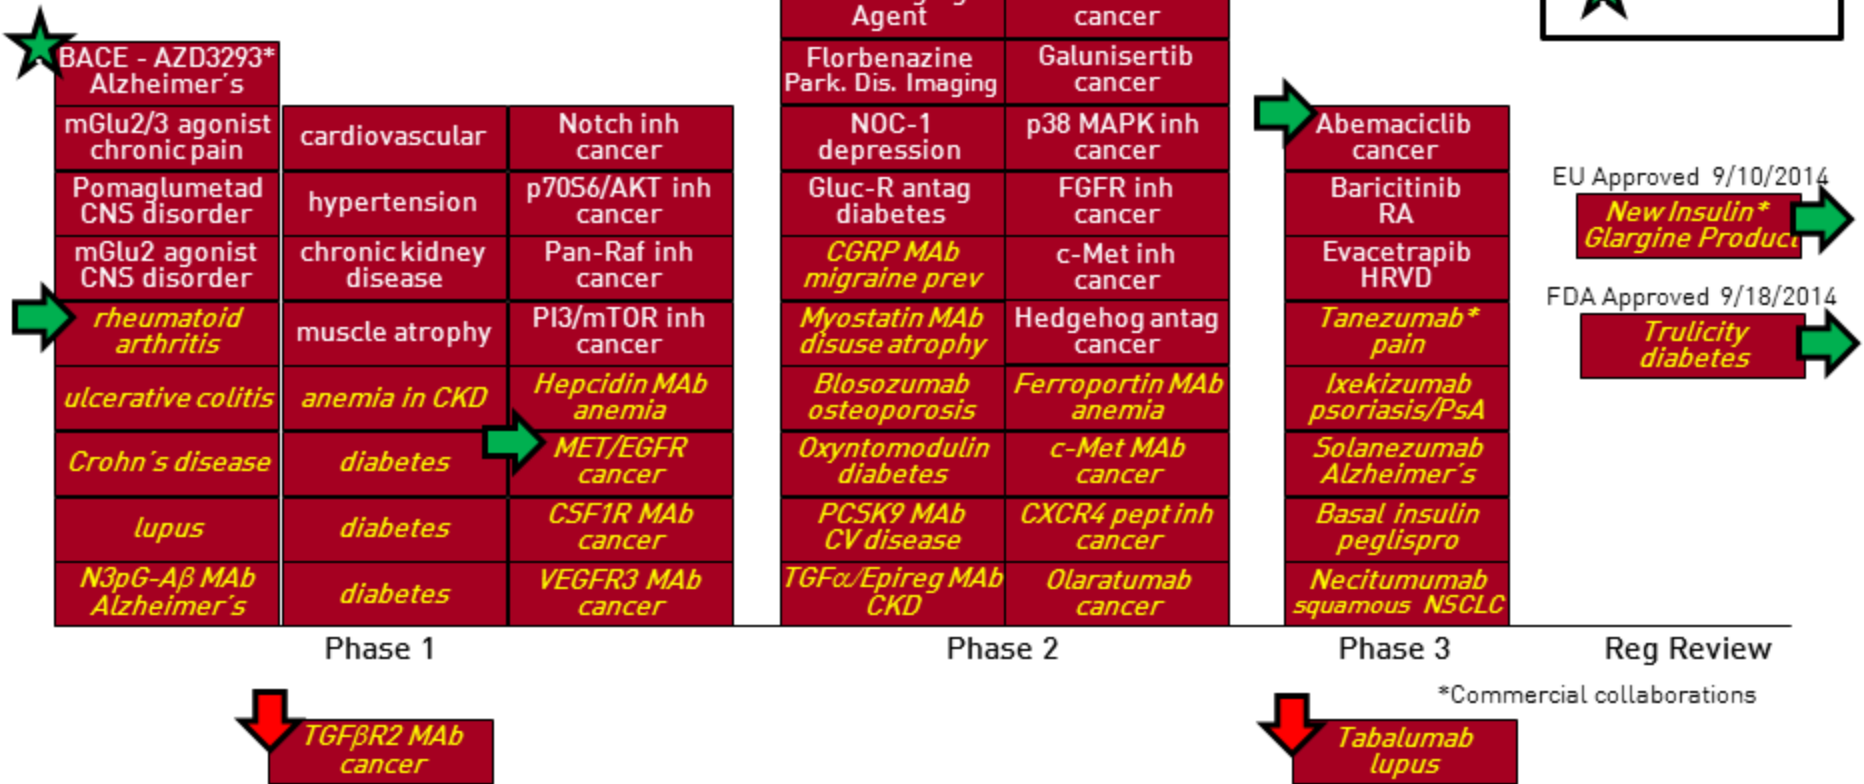 Agent
cancer
BACE - AZD3293*
Alzheimer´s
mGlu2/3 agonist
chronic pain
Pomaglumetad
CNS disorder
mGlu2 agonist
CNS disorder
rheumatoid
arthritis
ulcerative colitis
Crohn´s disease
lupus
N3pG-Aβ MAb
Alzheimer´s
cardiovascular
hypertension
chronic kidney
disease
muscle atrophy
anemia in CKD
diabetes
diabetes
diabetes
Notch inh
cancer
p70S6/AKT inh
cancer
Pan-Raf inh
cancer
PI3/mTOR inh
cancer
Hepcidin MAb
anemia
MET/EGFR
cancer
CSF1R MAb
cancer
VEGFR3 MAb
cancer
Florbenazine
Park. Dis. Imaging
NOC-1
depression
Gluc-R antag
diabetes
CGRP MAb
migraine prev
Myostatin MAb
disuse atrophy
Blosozumab
osteoporosis
Oxyntomodulin
diabetes
PCSK9 MAb
CV disease
TGFα/Epireg MAb
CKD
Galunisertib
cancer
p38 MAPK inh
cancer
FGFR inh
cancer
c-Met inh
cancer
Hedgehog antag
cancer
Ferroportin MAb
anemia
c-Met MAb
cancer
CXCR4 pept inh
cancer
Olaratumab
cancer
Abemaciclib
cancer
Baricitinib
RA
Evacetrapib
HRVD
Tanezumab*
pain
Ixekizumab
psoriasis/PsA
Solanezumab
Alzheimer´s
Basal insulin
peglispro
Necitumumab
squamous NSCLC
EU Approved 9/10/2014
New Insulin*
Glargine Product
FDA Approved 9/18/2014
Trulicity
diabetes
Phase 1
Phase 2
Phase 3
Reg Review
*Commercial collaborations
TGFβR2 MAb
cancer
Tabalumab
lupus